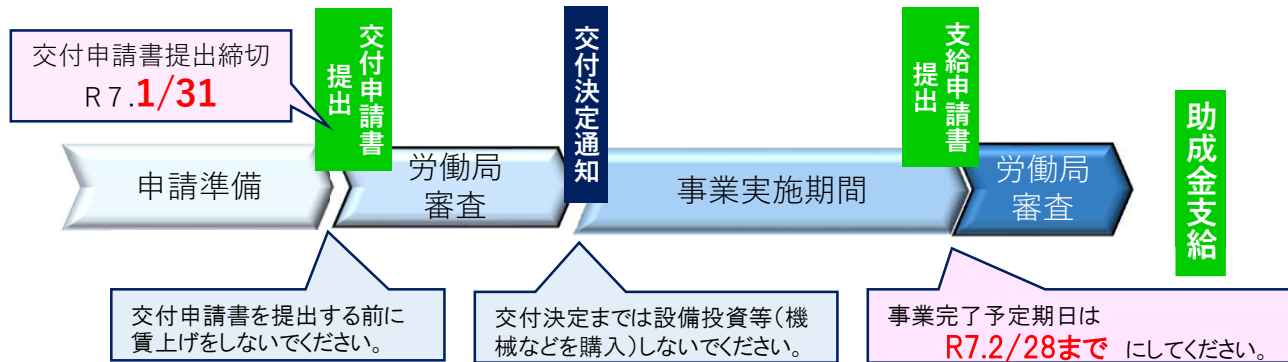 交付申請書提出締切
R7.1/31
交付申請書
提出
交付決定通知
支給申請書
提出
助成金支給
申請準備
労働局
審査
事業実施期間
労働局
審査
交付申請書を提出する前に
賃上げをしないでください。
交付決定までは設備投資等(機
械などを購入)しないでください。
事業完了予定期日は
R7.2/28まで にしてください。